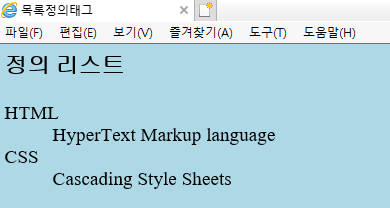 목록정의태그
파일(F) 편집(E) 보기(V) 즐겨찾기(A) 도구(T) 도움말(H)
정의 리스트
HTML
HyperText Markup language
CSS
Cascading Style Sheets